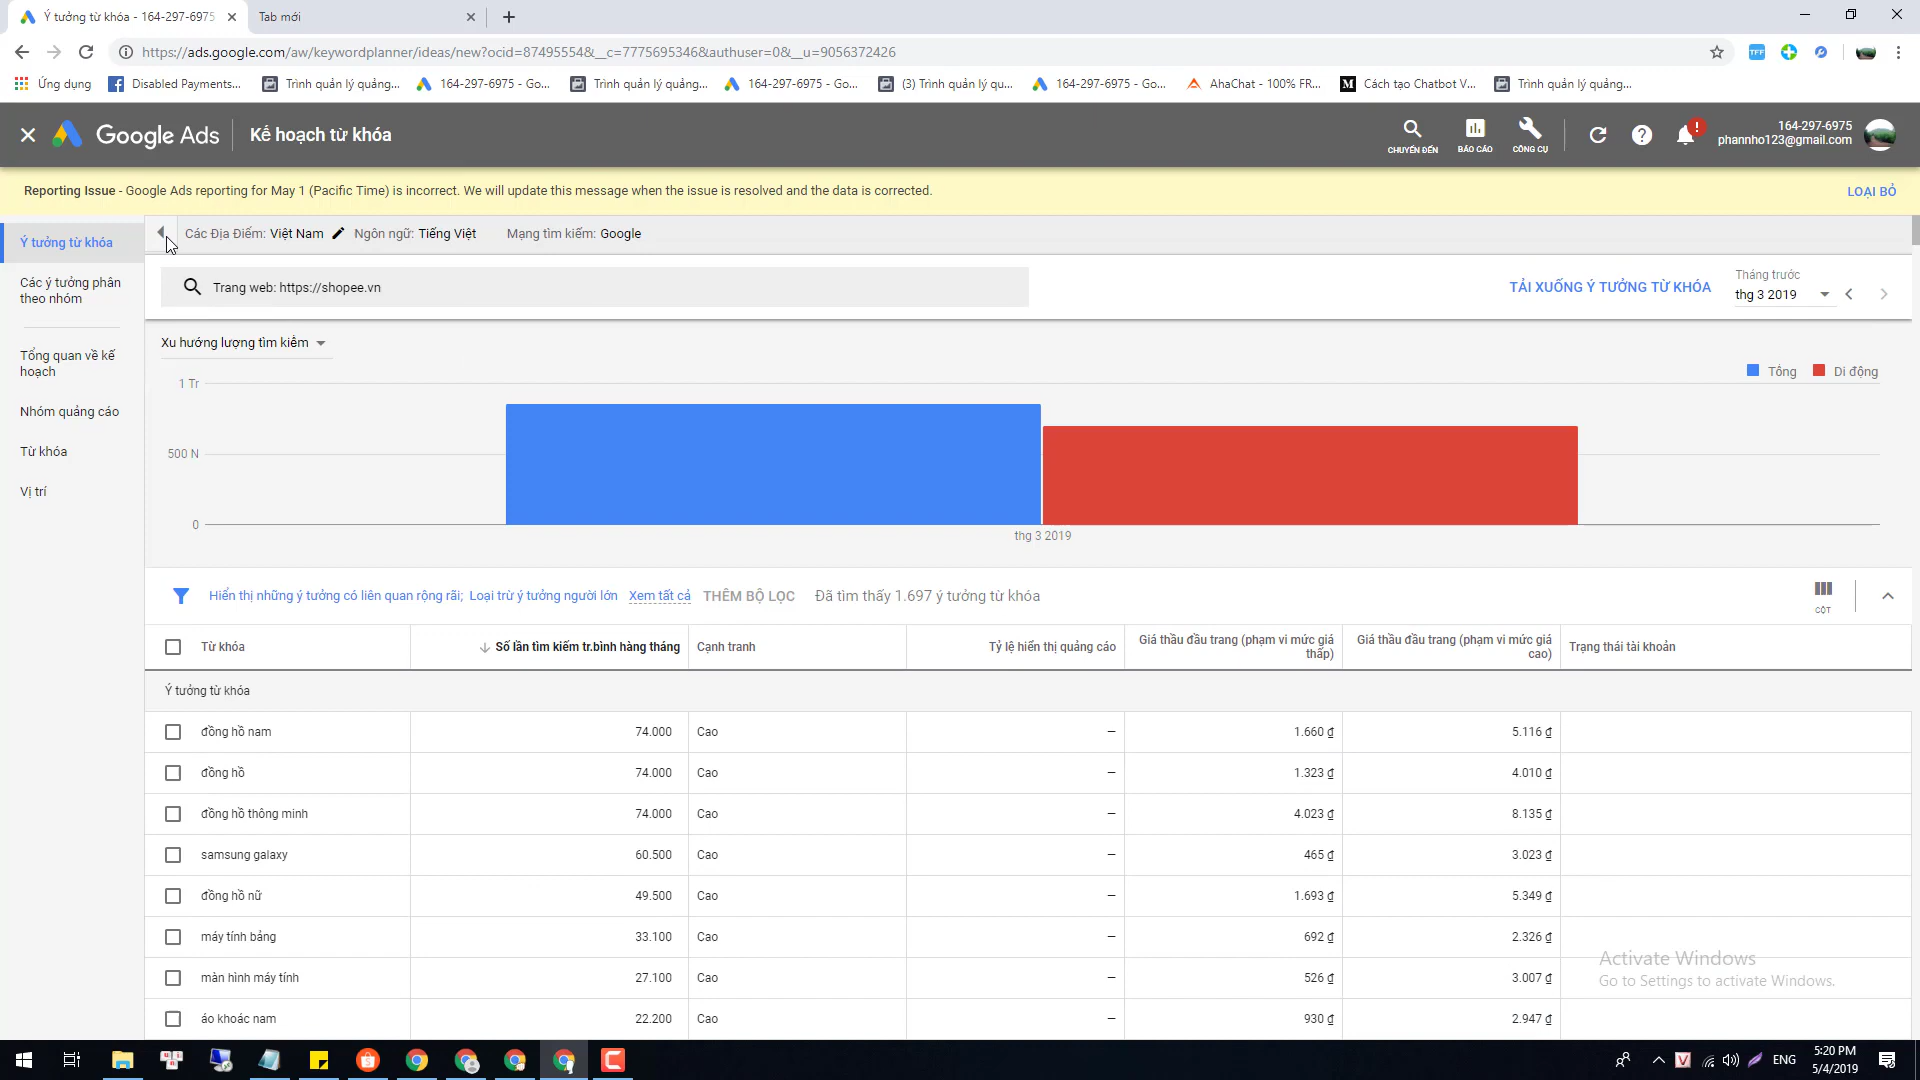 Ý tưởng từ khóa - 164-297-6975
Tab mới
https://ads.google.com/aw/keywordplanner/ideas/new?ocid=87495554&__c=7775695346&authuser=0&__u=9056372426
TFF
Ứng dụng
Disabled Payments...
Trình quản lý quảng...
164-297-6975 - Go...
Trình quản lý quảng...
164-297-6975 - Go...
(3) Trình quản lý qu...
164-297-6975 - Go...
AhaChat - 100% FR...
Cách tạo Chatbot V...
Trình quản lý quảng...
Google Ads
Kế hoạch từ khóa
CHUYỂN ĐẾN
BÁO CÁO
CÔNG CỤ
164-297-6975
phannho123@gmail.com
Reporting Issue - Google Ads reporting for May 1 (Pacific Time) is incorrect. We will update this message when the issue is resolved and the data is corrected.
LOẠI BỎ
Ý tưởng từ khóa
Các ý tưởng phân
theo nhóm
Tổng quan về kế
hoạch
Nhóm quảng cáo
Từ khóa
Vị trí
Các Địa Điểm: Việt Nam
Ngôn ngữ: Tiếng Việt
Mạng tìm kiếm: Google
Trang web: https://shopee.vn
TẢI XUỐNG Ý TƯỞNG TỪ KHÓA
Tháng trước
thg 3 2019
Xu hướng lượng tìm kiếm
Tổng
Di động
1 Tr
500 N
0
thg 3 2019
Hiển thị những ý tưởng có liên quan rộng rãi; Loại trừ ý tưởng người lớn
Xem tất cả
THÊM BỘ LỌC
Đã tìm thấy 1.697 ý tưởng từ khóa
CỘT
Từ khóa
Số lần tìm kiếm tr.bình hàng tháng
Cạnh tranh
Tỷ lệ hiển thị quảng cáo
Giá thầu đầu trang (phạm vi mức giá
thấp)
Giá thầu đầu trang (phạm vi mức giá
cao)
Trạng thái tài khoản
Ý tưởng từ khóa
đồng hồ nam 74.000 Cao – 1.660 ₫ 5.116 ₫
đồng hồ 74.000 Cao – 1.323 ₫ 4.010 ₫
đồng hồ thông minh 74.000 Cao – 4.023 ₫ 8.135 ₫
samsung galaxy 60.500 Cao – 465 ₫ 3.023 ₫
đồng hồ nữ 49.500 Cao – 1.693 ₫ 5.349 ₫
máy tính bảng 33.100 Cao – 692 ₫ 2.326 ₫
màn hình máy tính 27.100 Cao – 526 ₫ 3.007 ₫
áo khoác nam 22.200 Cao – 930 ₫ 2.947 ₫
Activate Windows
Go to Settings to activate Windows.
ENG
5:20 PM
5/4/2019